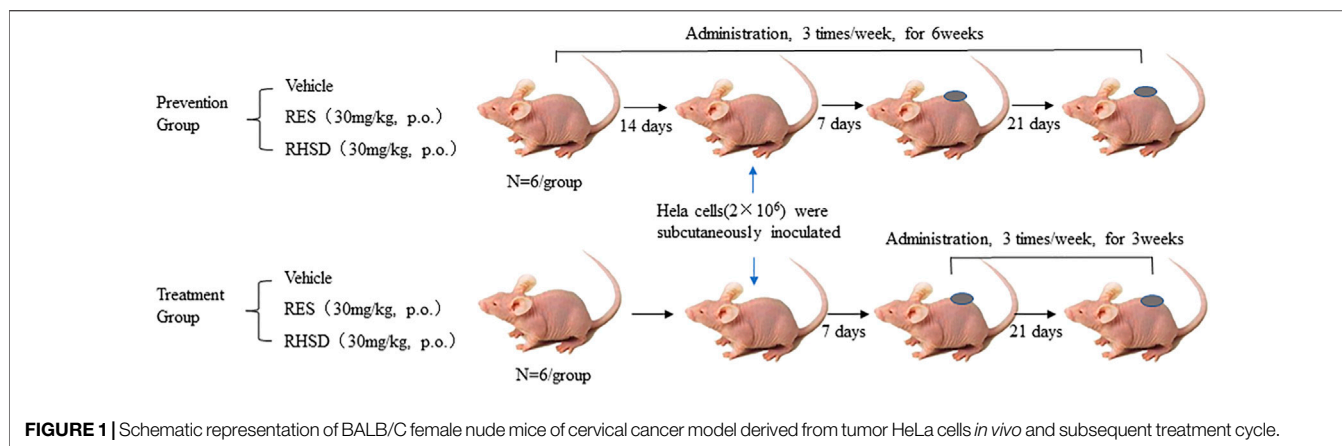 Administration, 3 times/week, for 6weeks
Prevention
Group
Vehicle
RES (30mg/kg, p.o.)
RHSD (30mg/kg, p.o.)
14 days
7 days
21 days
N=6/group
Hela cells(2×10⁶) were
subcutaneously inoculated
Administration, 3 times/week, for 3weeks
Treatment
Group
Vehicle
RES (30mg/kg, p.o.)
RHSD (30mg/kg, p.o.)
7 days
21 days
N=6/group
FIGURE 1 | Schematic representation of BALB/C female nude mice of cervical cancer model derived from tumor HeLa cells in vivo and subsequent treatment cycle.